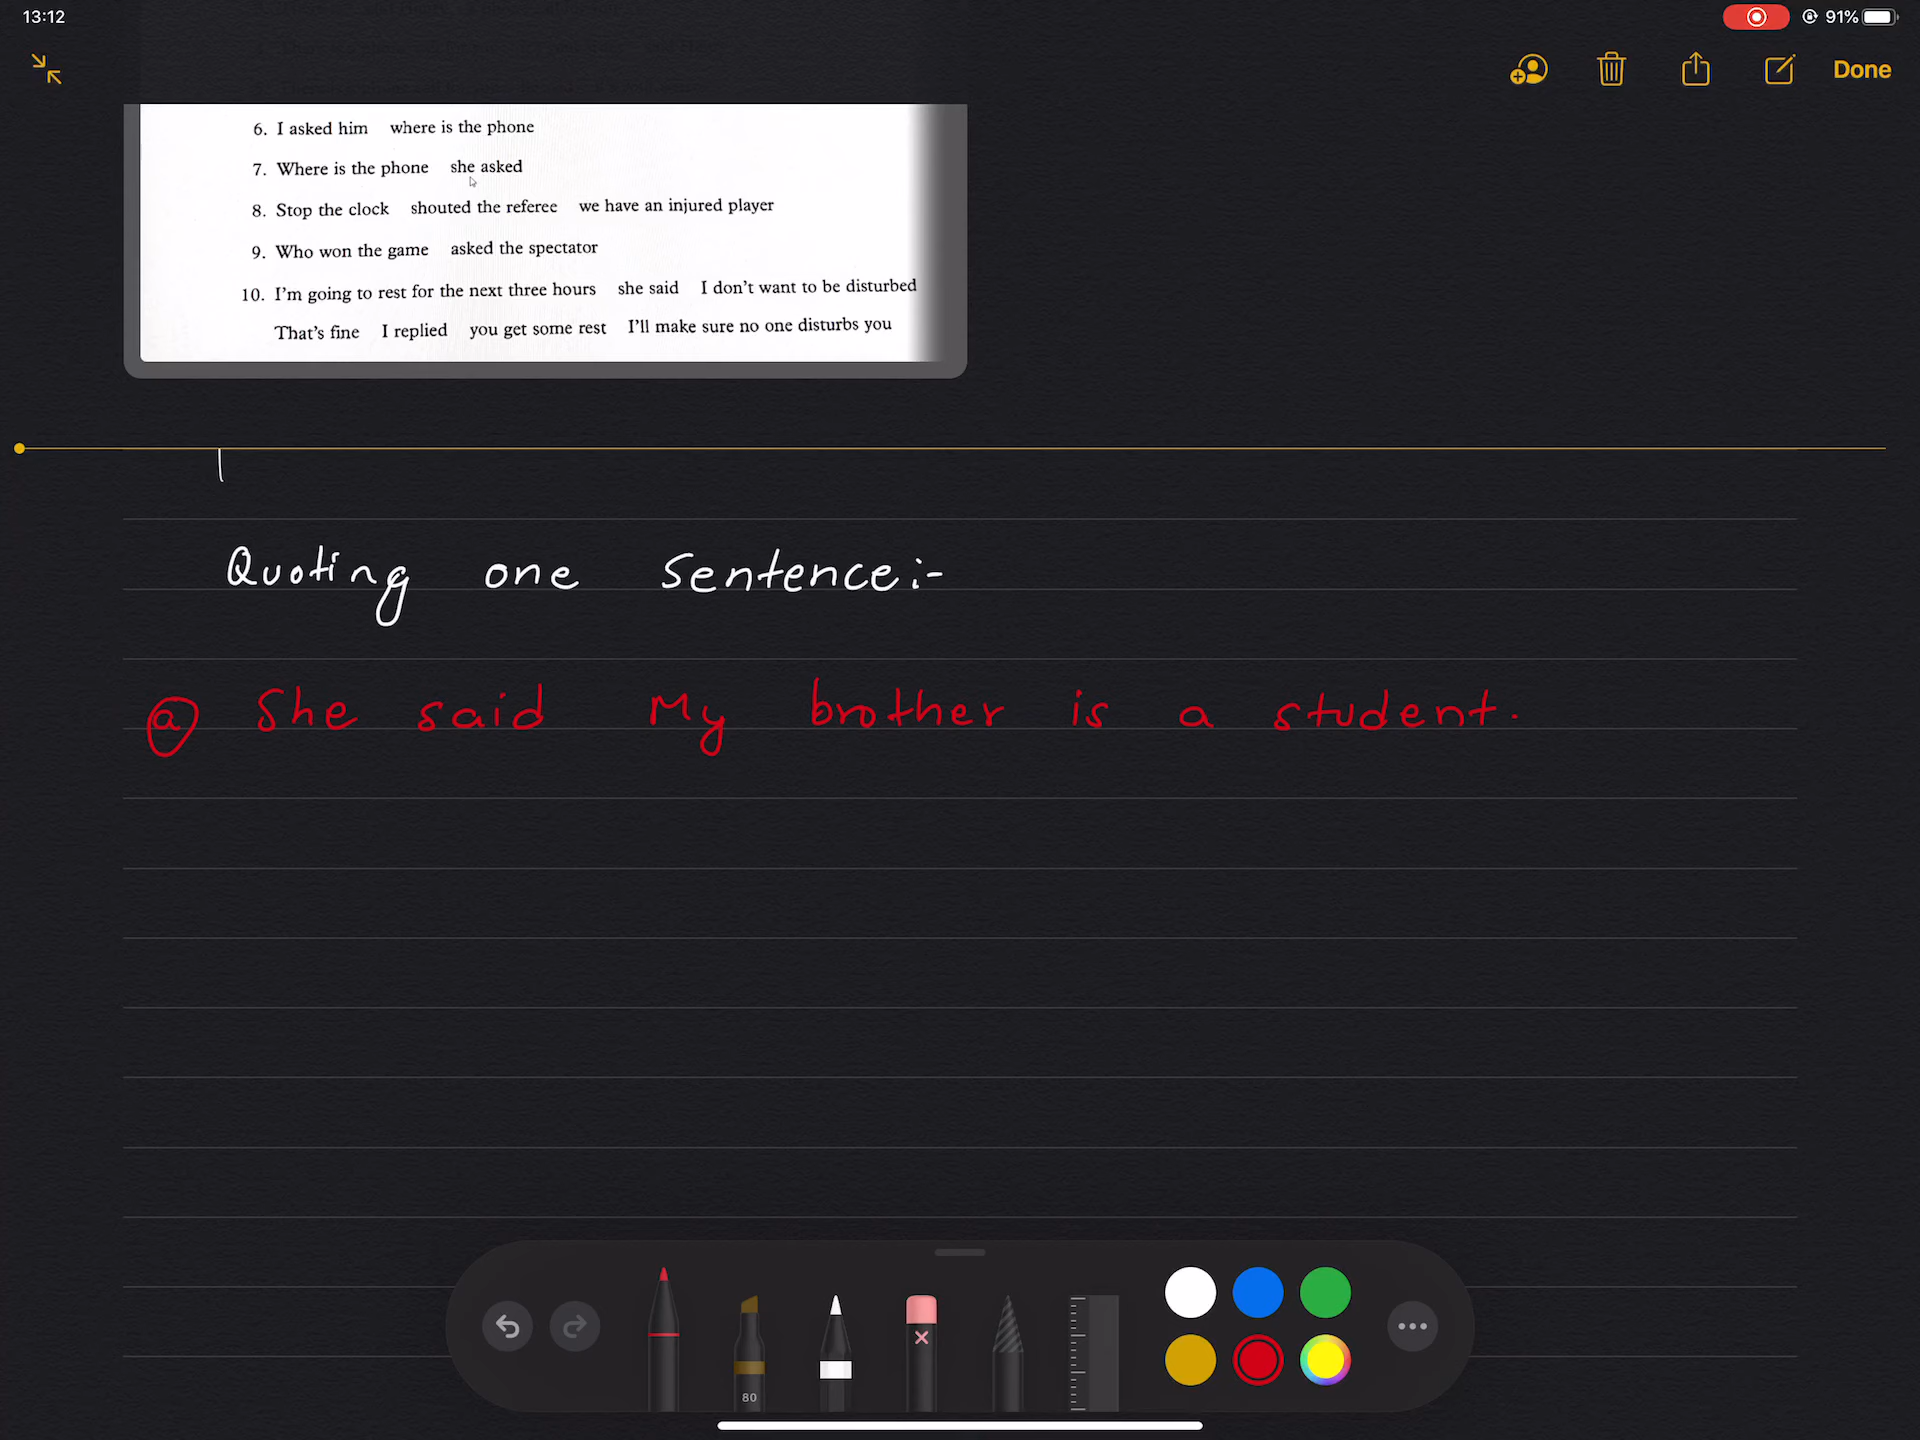 13:12
91%
Done
6. I asked him where is the phone
7. Where is the phone she asked
8. Stop the clock shouted the referee we have an injured player
9. Who won the game asked the spectator
10. I'm going to rest for the next three hours she said I don't want to be disturbed
That's fine I replied you get some rest I'll make sure no one disturbs you
Quoting one sentence:-
ⓐ She said My brother is a student.
80